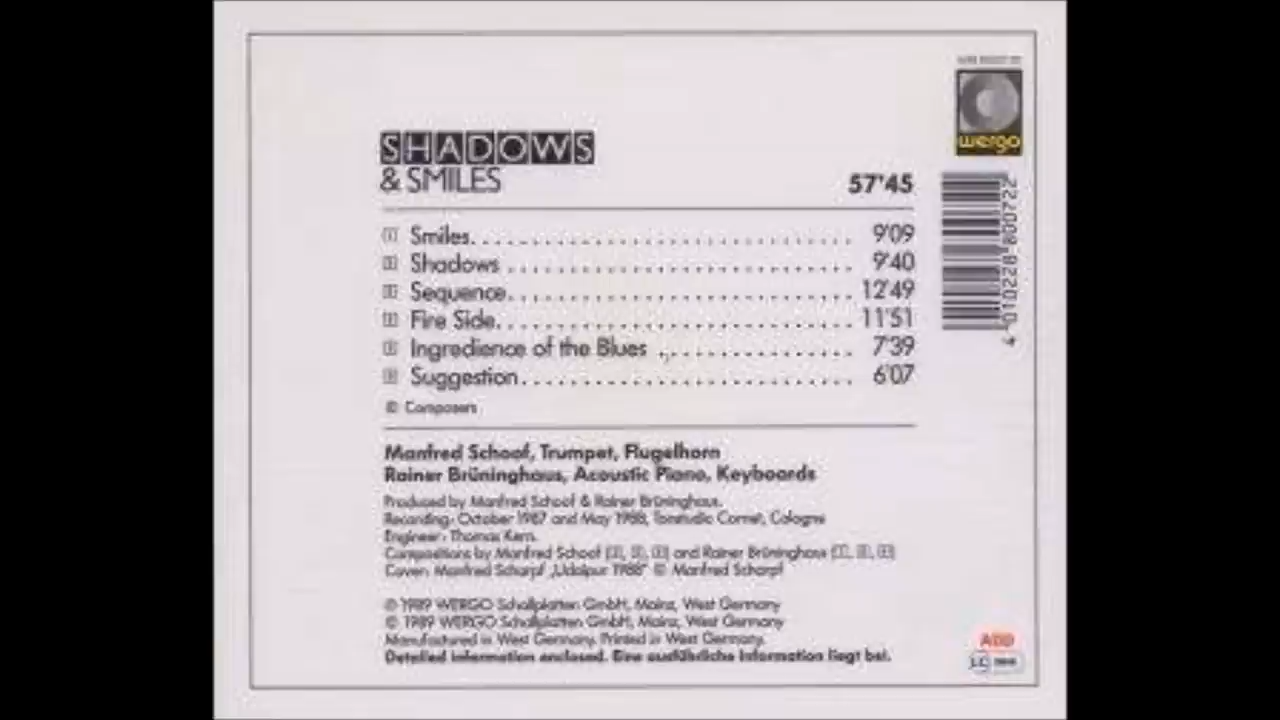 wergo
SHADOWS
& SMILES
57'45
Smiles 9'09
Shadows 9'40
Sequence 12'49
Fire Side 11'51
Ingredience of the Blues 7'39
Suggestion 6'07
© Composers
Manfred Schoof, Trumpet, Flugelhorn
Rainer Brüninghaus, Acoustic Piano, Keyboards
Produced by Manfred Schoof & Rainer Brüninghaus.
Recording: October 1987 and May 1988, Tonstudio Cornet, Cologne
Engineer: Thomas Kern.
Compositions by Manfred Schoof and Rainer Brüninghaus
Cover: Manfred Scharpf „Udaipur 1988" © Manfred Scharpf
℗ 1989 WERGO Schallplatten GmbH, Mainz, West Germany
© 1989 WERGO Schallplatten GmbH, Mainz, West Germany
Manufactured in West Germany. Printed in West Germany.
Detailed information enclosed. Eine ausführliche Information liegt bei.
4 010228 800722
ADD
LC